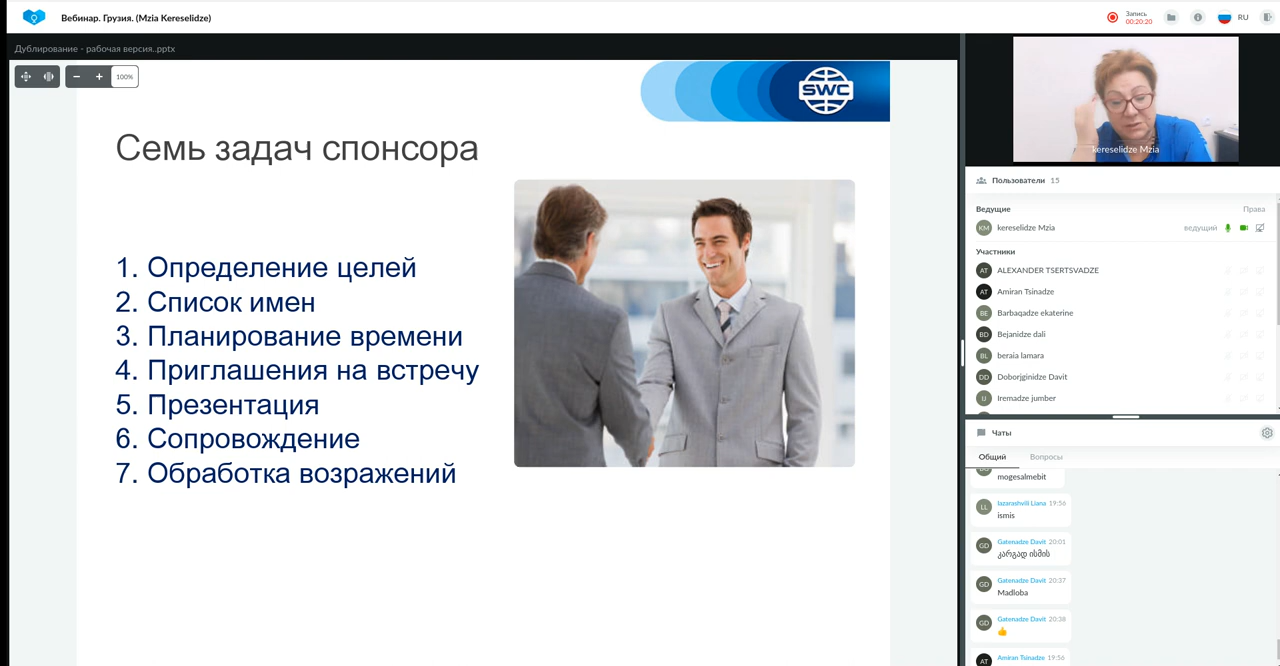 Вебинар. Грузия. (Mzia Kereselidze)
Запись
00:20:20
RU
Дублирование - рабочая версия..pptx
100%
SWC
Семь задач спонсора
1. Определение целей
2. Список имен
3. Планирование времени
4. Приглашения на встречу
5. Презентация
6. Сопровождение
7. Обработка возражений
kereselidze Mzia
Пользователи 15
Ведущие Права
KM kereselidze Mzia ведущий
Участники
AT ALEXANDER TSERTSVADZE
AT Amiran Tsinadze
BE Barbaqadze ekaterine
BD Bejanidze dali
BL beraia lamara
DD Doborjginidze Davit
IJ Iremadze jumber
Чаты
Общий Вопросы
mogesalmebit
LL lazarashvili Liana 19:56
ismis
GD Gatenadze Davit 20:01
კარგად ისმის
GD Gatenadze Davit 20:37
Madloba
GD Gatenadze Davit 20:38
👍
AT Amiran Tsinadze 19:56